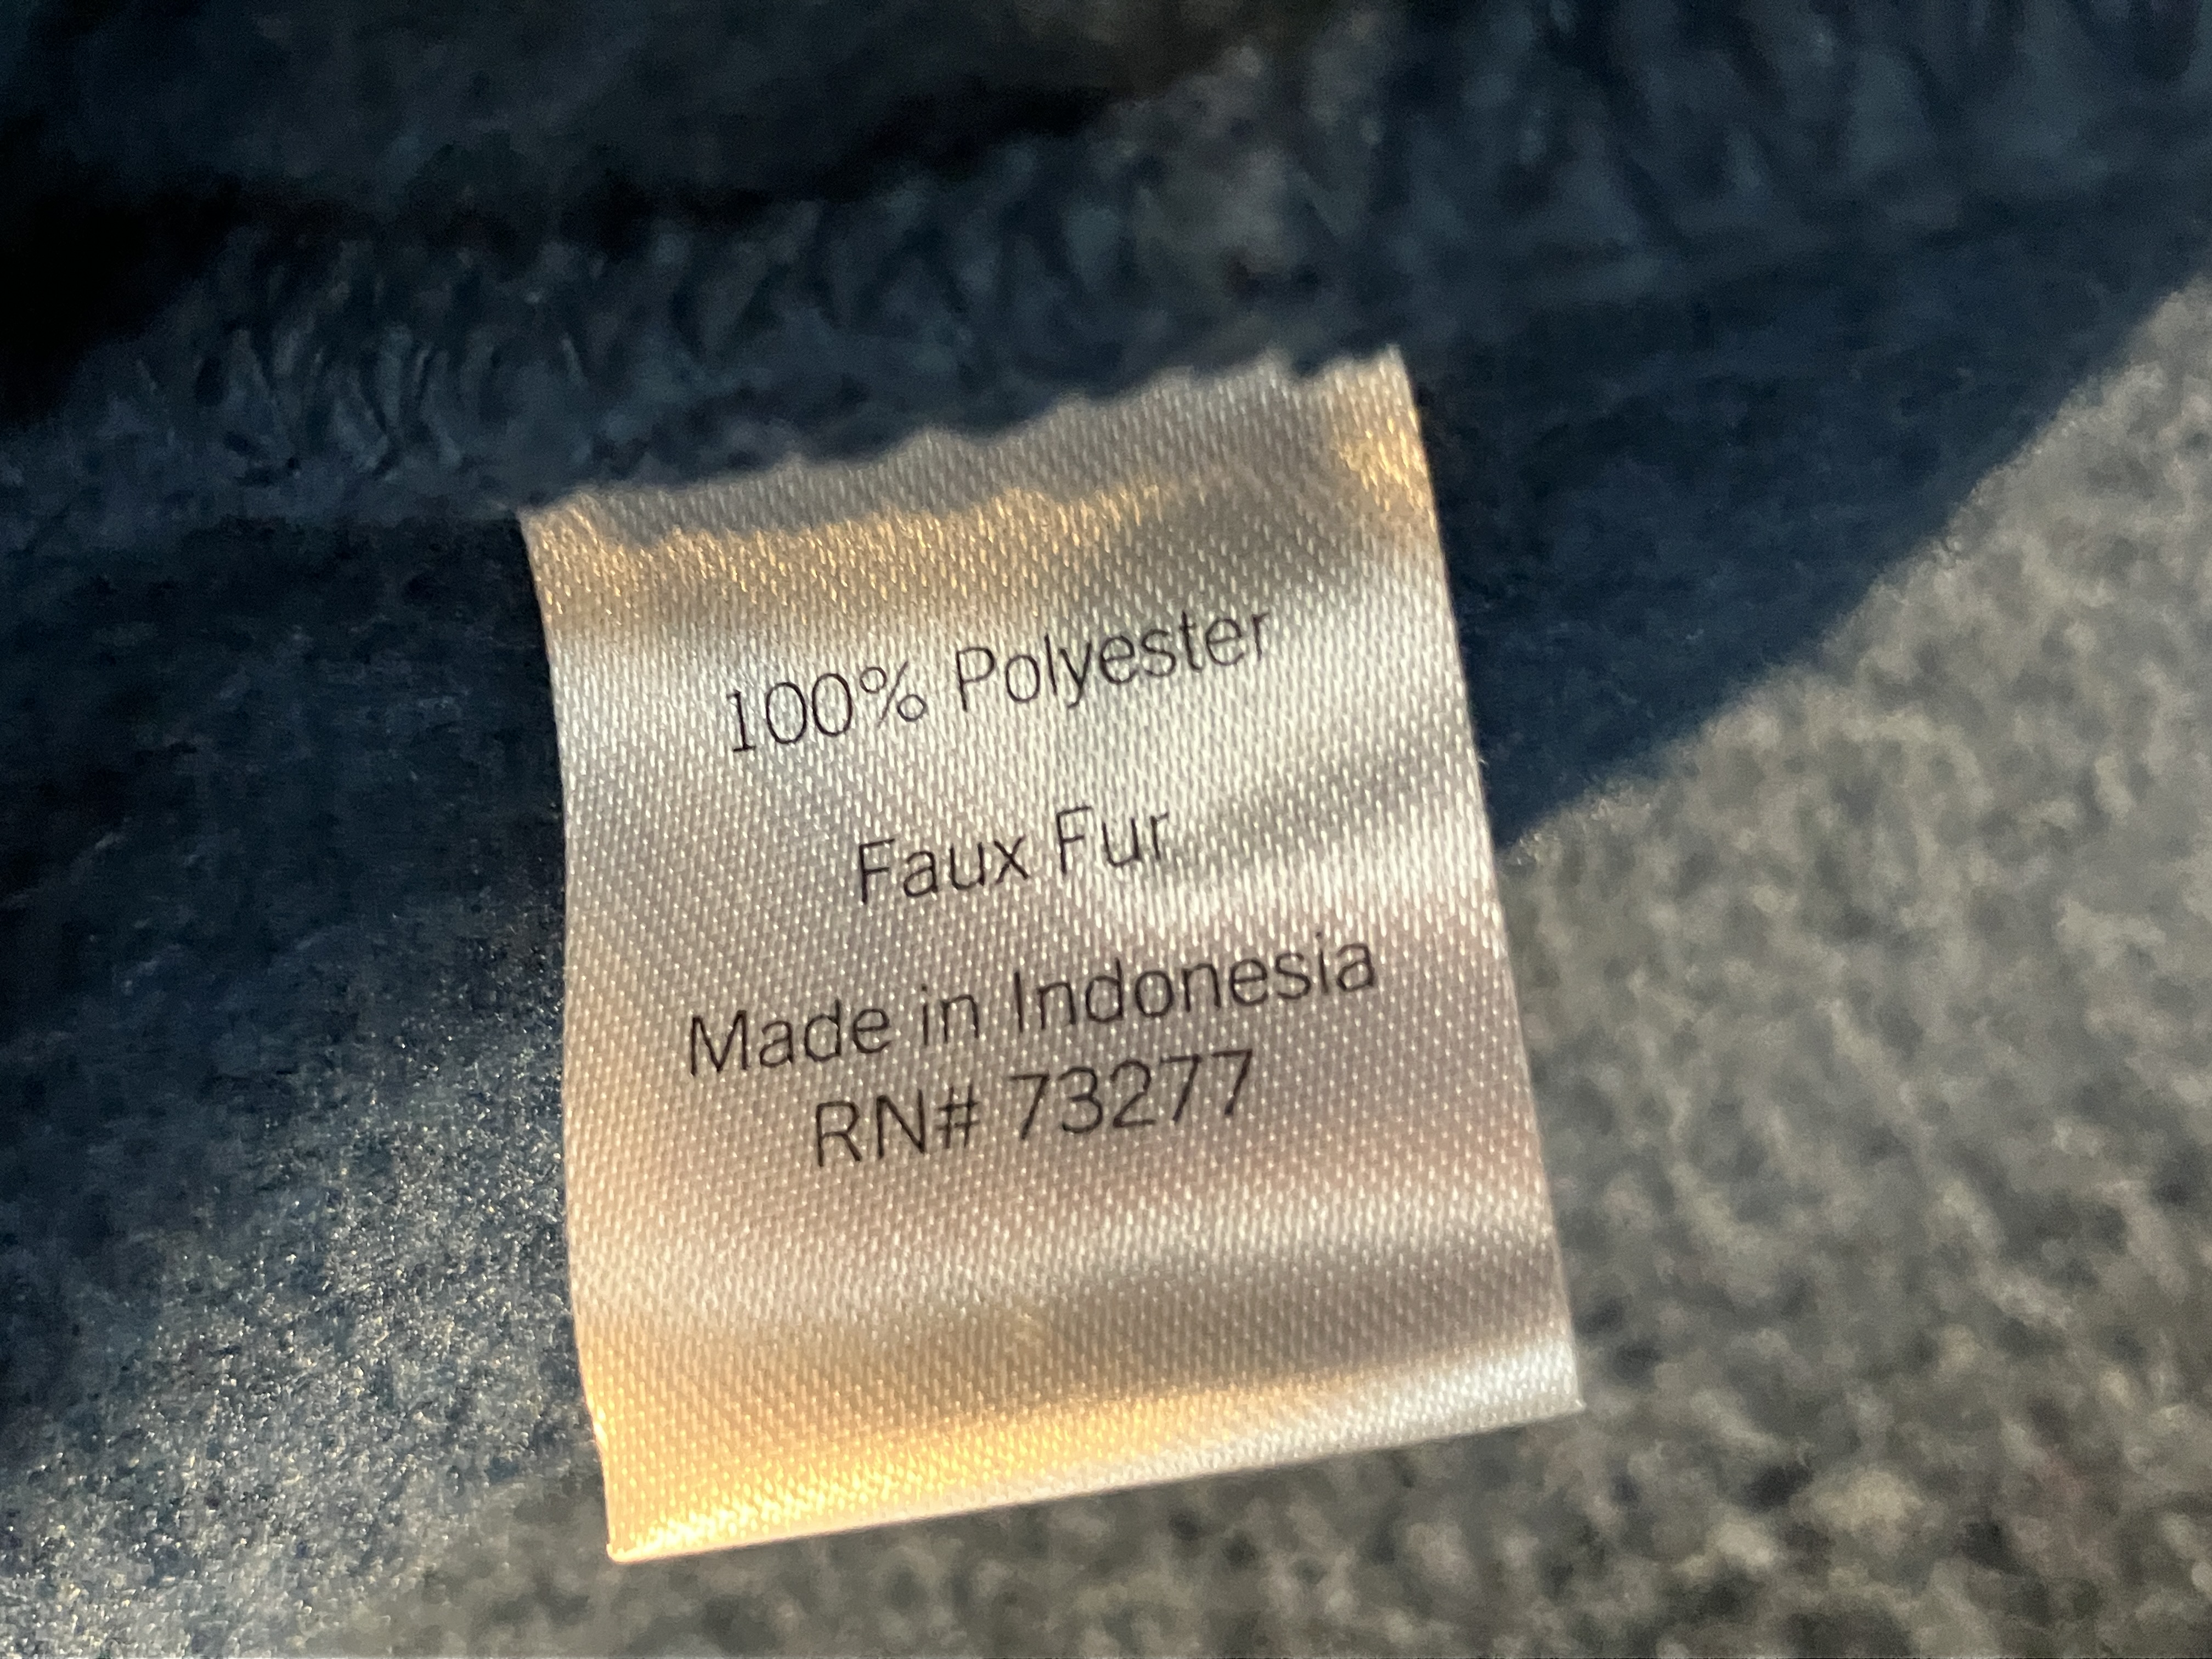 100% Polyester
Faux Fur
Made in Indonesia
RN# 73277